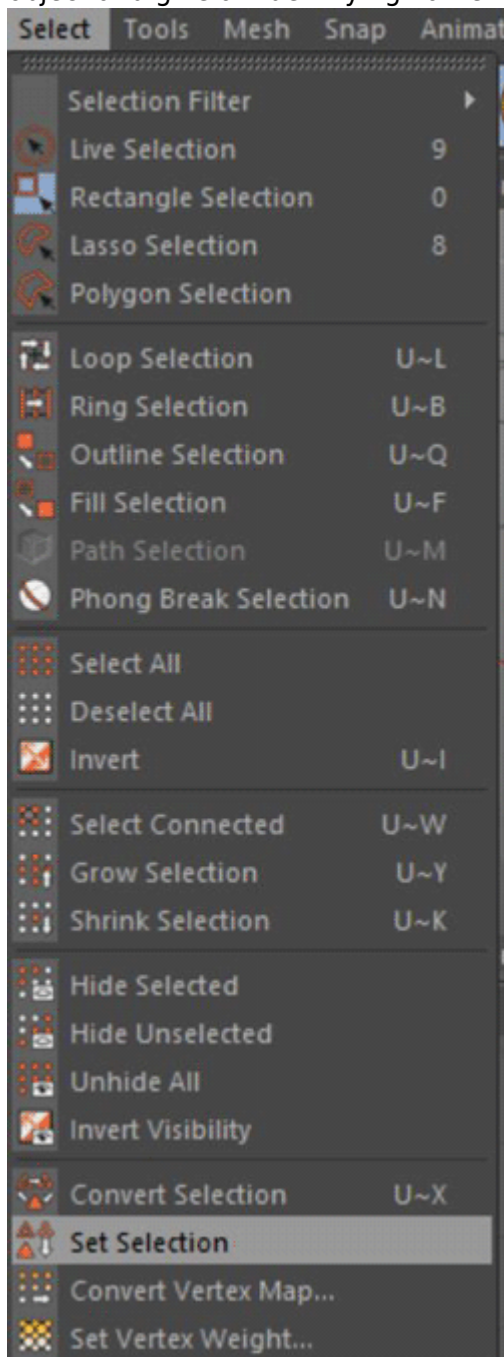 Select Tools Mesh Snap Animat
Selection Filter
Live Selection 9
Rectangle Selection 0
Lasso Selection 8
Polygon Selection
Loop Selection U~L
Ring Selection U~B
Outline Selection U~Q
Fill Selection U~F
Path Selection U~M
Phong Break Selection U~N
Select All
Deselect All
Invert U~I
Select Connected U~W
Grow Selection U~Y
Shrink Selection U~K
Hide Selected
Hide Unselected
Unhide All
Invert Visibility
Convert Selection U~X
Set Selection
Convert Vertex Map...
Set Vertex Weight...